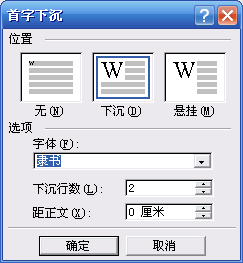 首字下沉
位置
W W W
无(N) 下沉(D) 悬挂(M)
选项
字体(F):
隶书
下沉行数(L): 2
距正文(X): 0 厘米
确定 取消